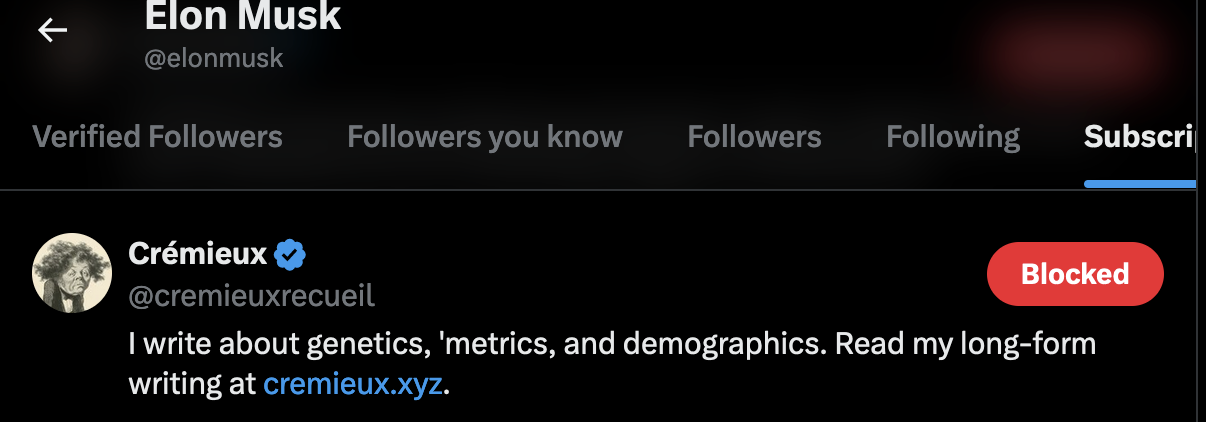 Elon Musk
@elonmusk
Verified Followers Followers you know Followers Following Subscri
Crémieux
@cremieuxrecueil
Blocked
I write about genetics, 'metrics, and demographics. Read my long-form
writing at cremieux.xyz.